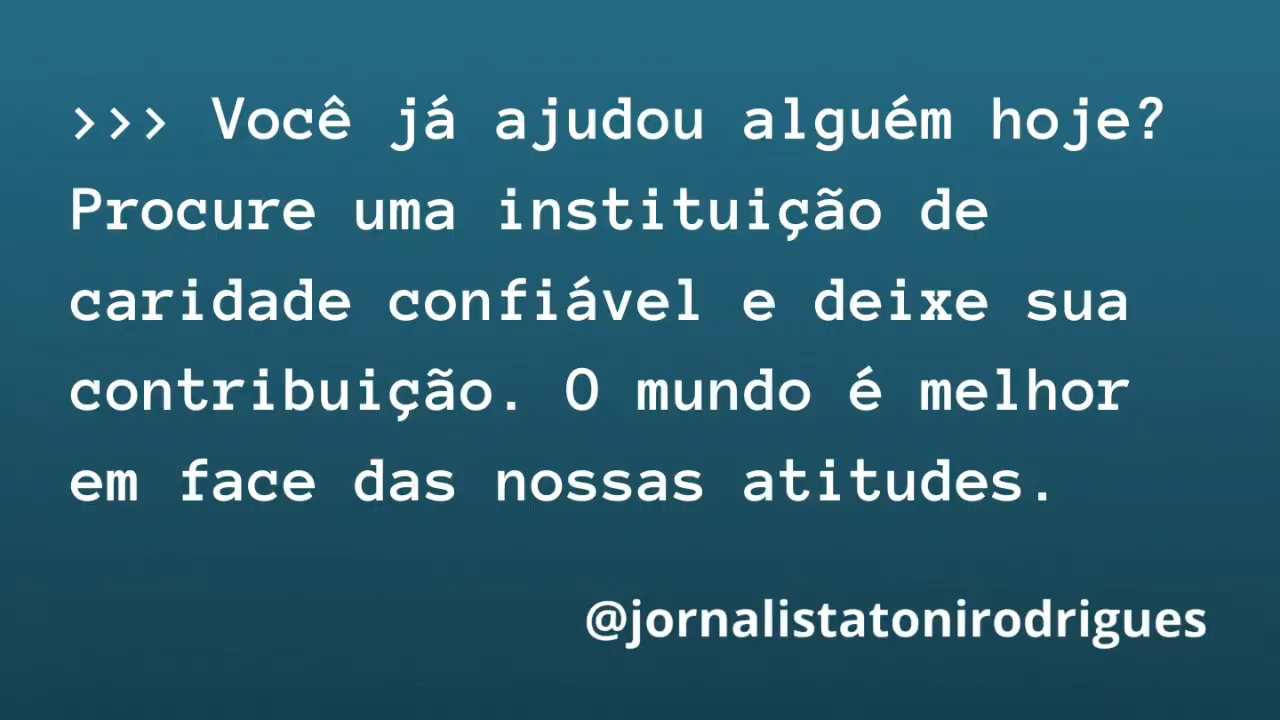 >>> Você já ajudou alguém hoje?
Procure uma instituição de
caridade confiável e deixe sua
contribuição. O mundo é melhor
em face das nossas atitudes.
@jornalistatonirodrigues